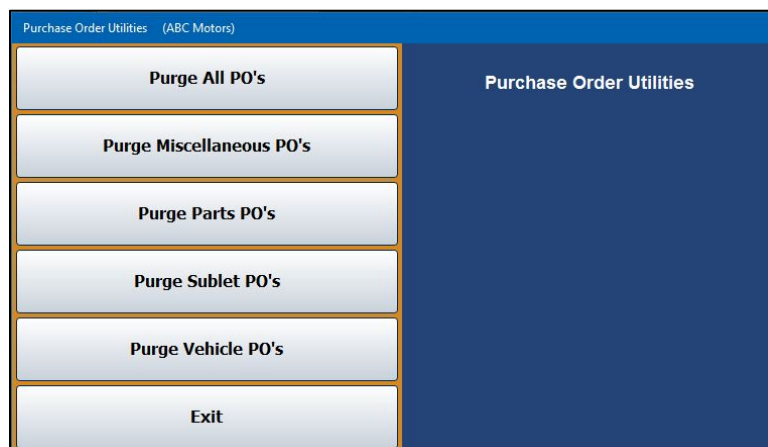 Purchase Order Utilities (ABC Motors)
Purge All PO's
Purchase Order Utilities
Purge Miscellaneous PO's
Purge Parts PO's
Purge Sublet PO's
Purge Vehicle PO's
Exit